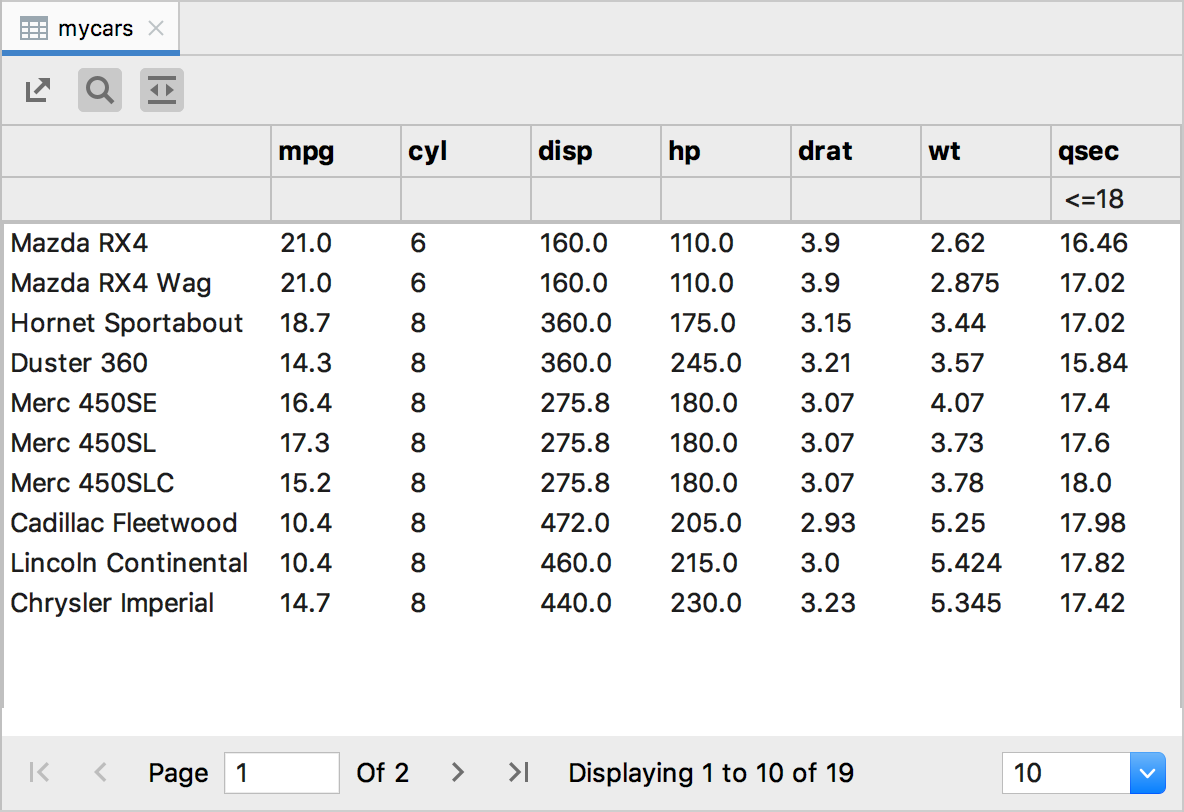 mycars
mpg cyl disp hp drat wt qsec
<=18
Mazda RX4 21.0 6 160.0 110.0 3.9 2.62 16.46
Mazda RX4 Wag 21.0 6 160.0 110.0 3.9 2.875 17.02
Hornet Sportabout 18.7 8 360.0 175.0 3.15 3.44 17.02
Duster 360 14.3 8 360.0 245.0 3.21 3.57 15.84
Merc 450SE 16.4 8 275.8 180.0 3.07 4.07 17.4
Merc 450SL 17.3 8 275.8 180.0 3.07 3.73 17.6
Merc 450SLC 15.2 8 275.8 180.0 3.07 3.78 18.0
Cadillac Fleetwood 10.4 8 472.0 205.0 2.93 5.25 17.98
Lincoln Continental 10.4 8 460.0 215.0 3.0 5.424 17.82
Chrysler Imperial 14.7 8 440.0 230.0 3.23 5.345 17.42
Page 1 Of 2 Displaying 1 to 10 of 19 10